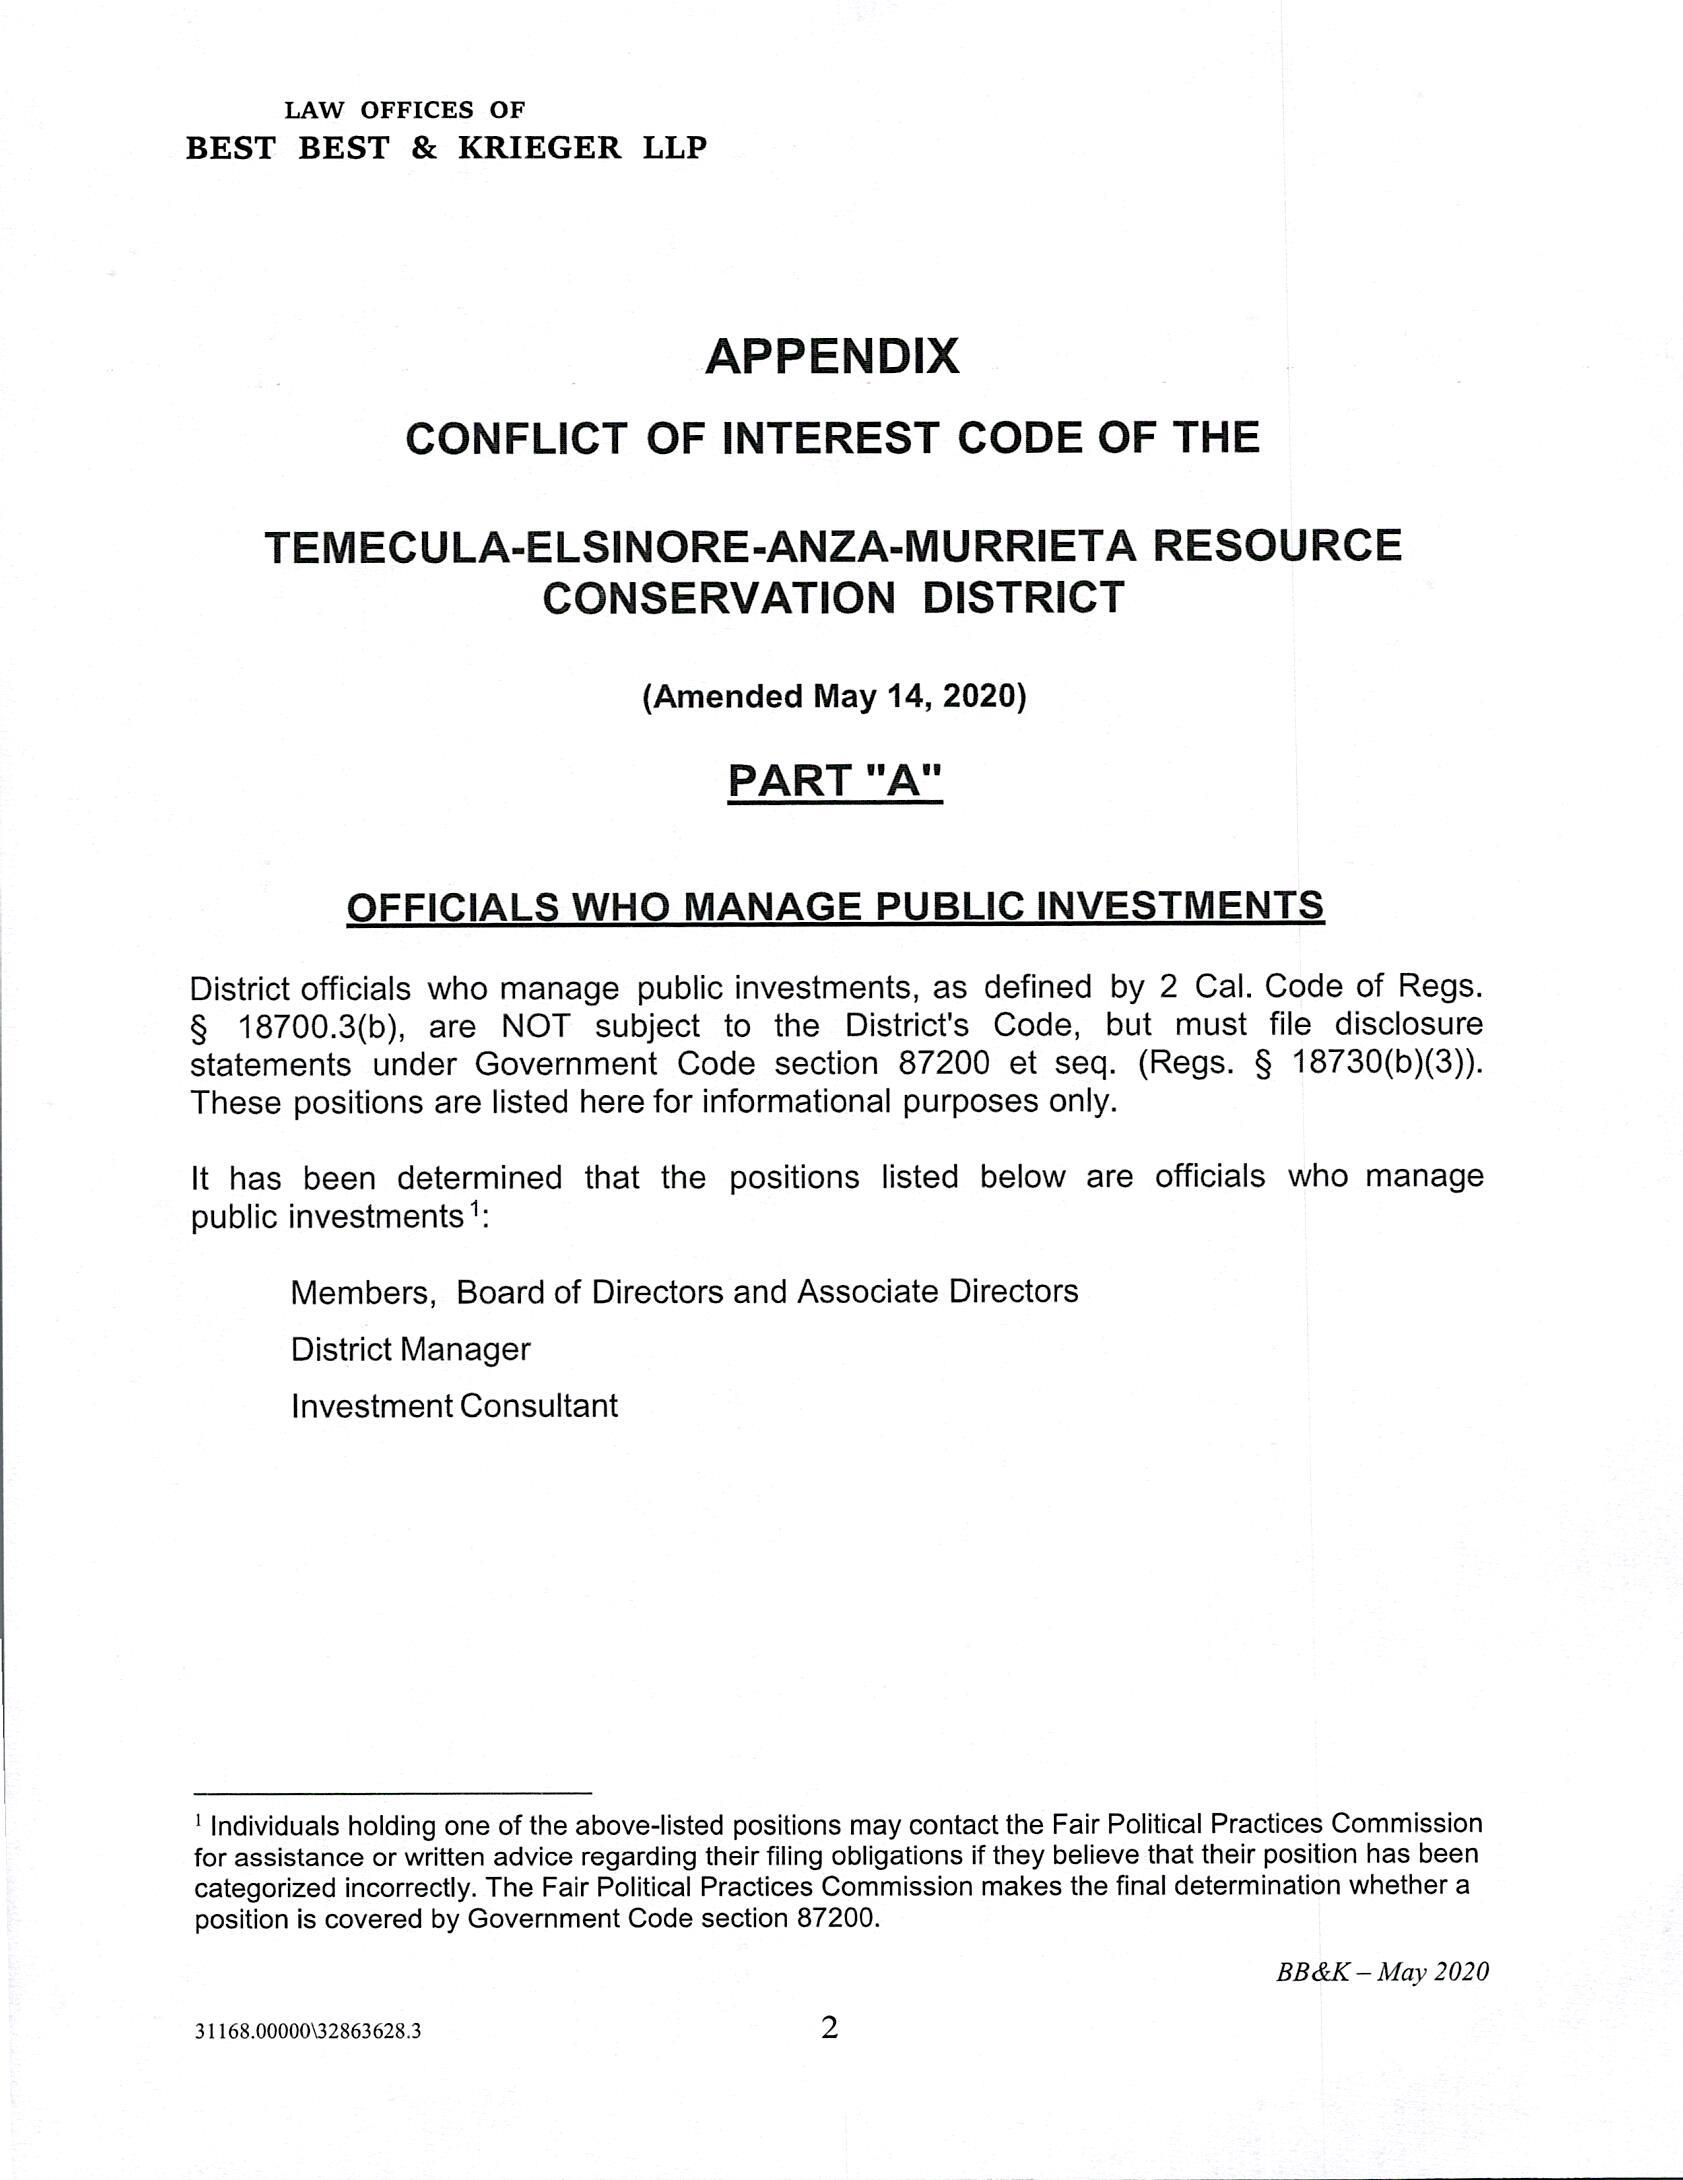 LAW OFFICES OF
BEST BEST & KRIEGER LLP
APPENDIX
CONFLICT OF INTEREST CODE OF THE
TEMECULA-ELSINORE-ANZA-MURRIETA RESOURCE
CONSERVATION DISTRICT
(Amended May 14, 2020)
PART "A"
OFFICIALS WHO MANAGE PUBLIC INVESTMENTS
District officials who manage public investments, as defined by 2 Cal. Code of Regs.
§ 18700.3(b), are NOT subject to the District's Code, but must file disclosure
statements under Government Code section 87200 et seq. (Regs. § 18730(b)(3)).
These positions are listed here for informational purposes only.
It has been determined that the positions listed below are officials who manage
public investments¹:
Members, Board of Directors and Associate Directors
District Manager
Investment Consultant
¹ Individuals holding one of the above-listed positions may contact the Fair Political Practices Commission
for assistance or written advice regarding their filing obligations if they believe that their position has been
categorized incorrectly. The Fair Political Practices Commission makes the final determination whether a
position is covered by Government Code section 87200.
BB&K – May 2020
31168.00000\32863628.3
2